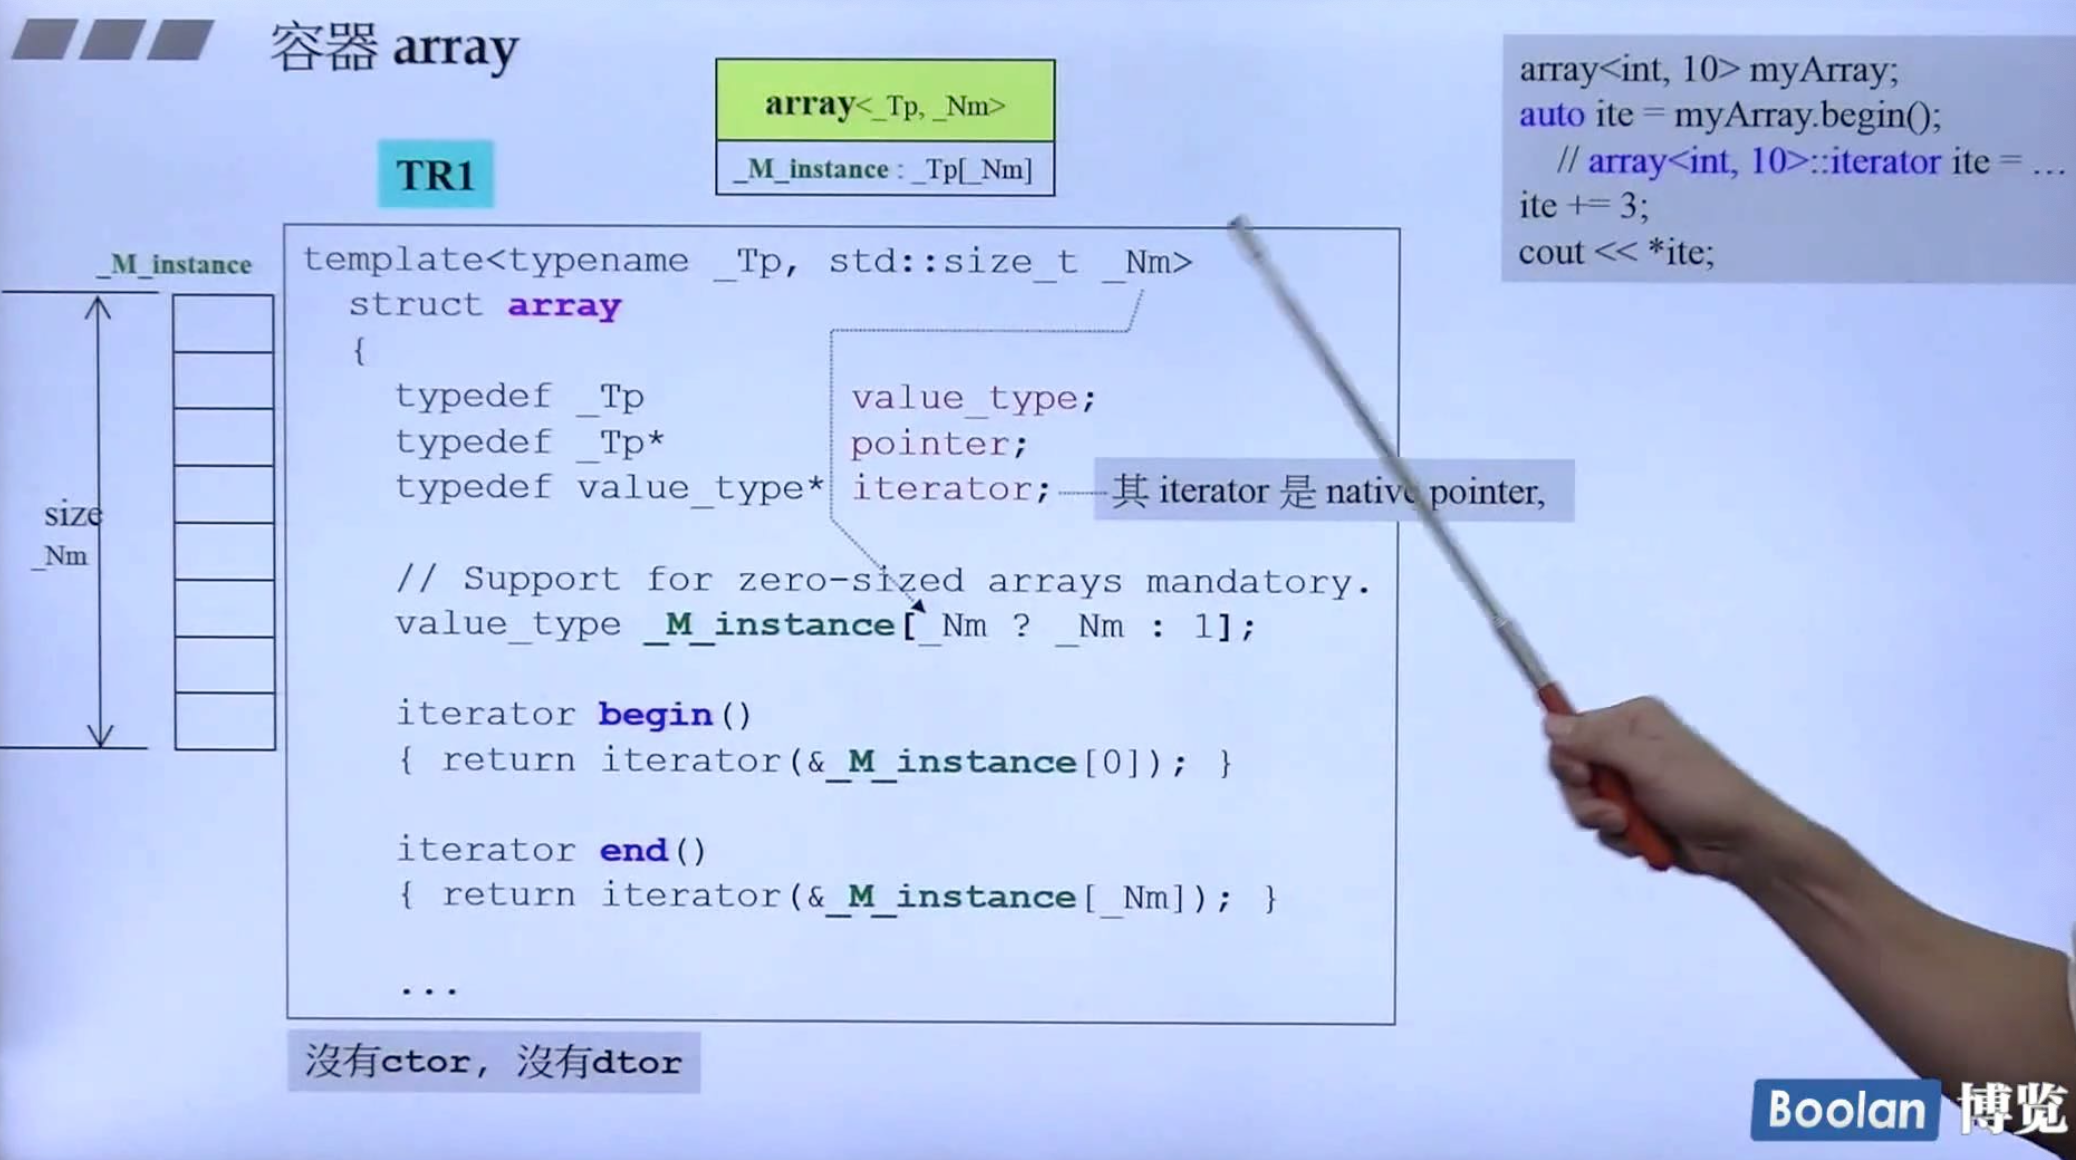 容器 array
array<_Tp, _Nm>
_M_instance : _Tp[_Nm]
TR1
array<int, 10> myArray;
auto ite = myArray.begin();
// array<int, 10>::iterator ite = ...
ite += 3;
cout << *ite;
_M_instance
size
_Nm
template<typename _Tp, std::size_t _Nm>
struct array
{
typedef _Tp value_type;
typedef _Tp* pointer;
typedef value_type* iterator;
其 iterator 是 native pointer,
// Support for zero-sized arrays mandatory.
value_type _M_instance[_Nm ? _Nm : 1];
iterator begin()
{ return iterator(&_M_instance[0]); }
iterator end()
{ return iterator(&_M_instance[_Nm]); }
...
沒有ctor, 沒有dtor
Boolan 博览